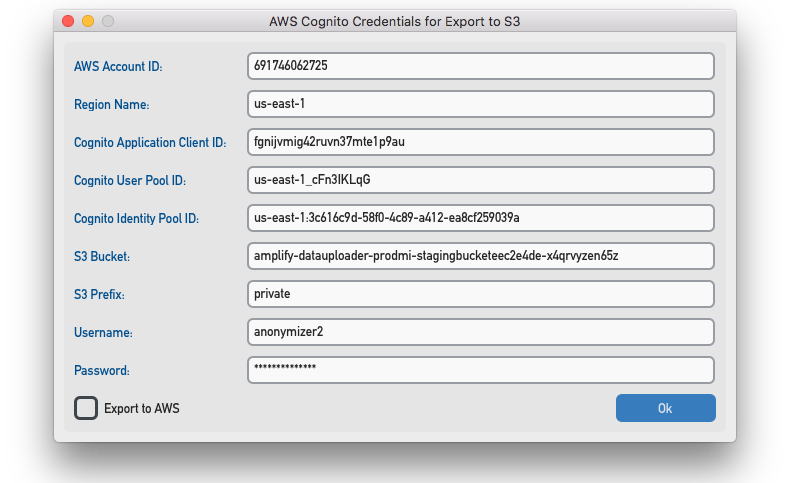 AWS Cognito Credentials for Export to S3
AWS Account ID: 691746062725
Region Name: us-east-1
Cognito Application Client ID: fgnijvmig42ruvn37mte1p9au
Cognito User Pool ID: us-east-1_cFn3IKLqG
Cognito Identity Pool ID: us-east-1:3c616c9d-58f0-4c89-a412-ea8cf259039a
S3 Bucket: amplify-datauploader-prodmi-stagingbucketeec2e4de-x4qrvyzen65z
S3 Prefix: private
Username: anonymizer2
Password: **************
Export to AWS Ok